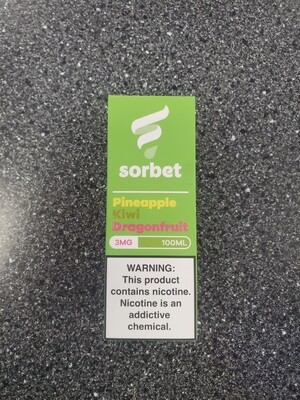 sorbet
Pineapple
Kiwi
Dragonfruit
3MG 100ML
WARNING:
This product
contains nicotine.
Nicotine is an
addictive
chemical.